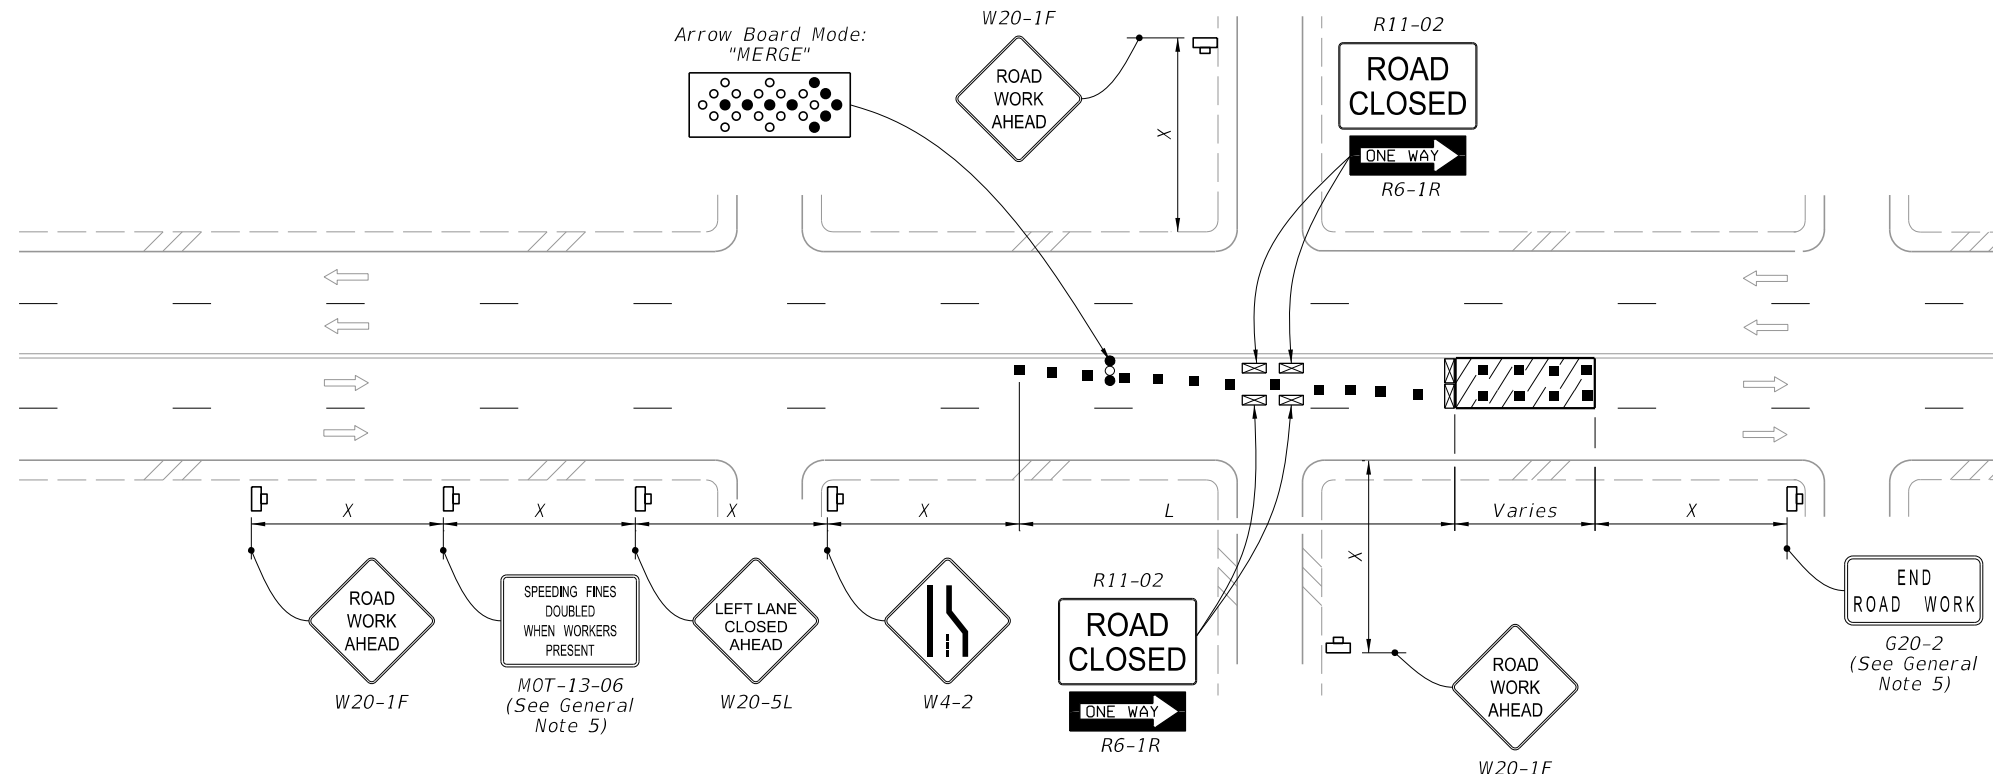 W20-1F
ROAD
WORK
AHEAD
Arrow Board Mode:
"MERGE"
R11-02
ROAD
CLOSED
ONE WAY
R6-1R
X
X
X
X
X
L
Varies
X
X
ROAD
WORK
AHEAD
W20-1F
SPEEDING FINES
DOUBLED
WHEN WORKERS
PRESENT
MOT-13-06
(See General
Note 5)
LEFT LANE
CLOSED
AHEAD
W20-5L
W4-2
R11-02
ROAD
CLOSED
ONE WAY
R6-1R
ROAD
WORK
AHEAD
W20-1F
END
ROAD WORK
G20-2
(See General
Note 5)